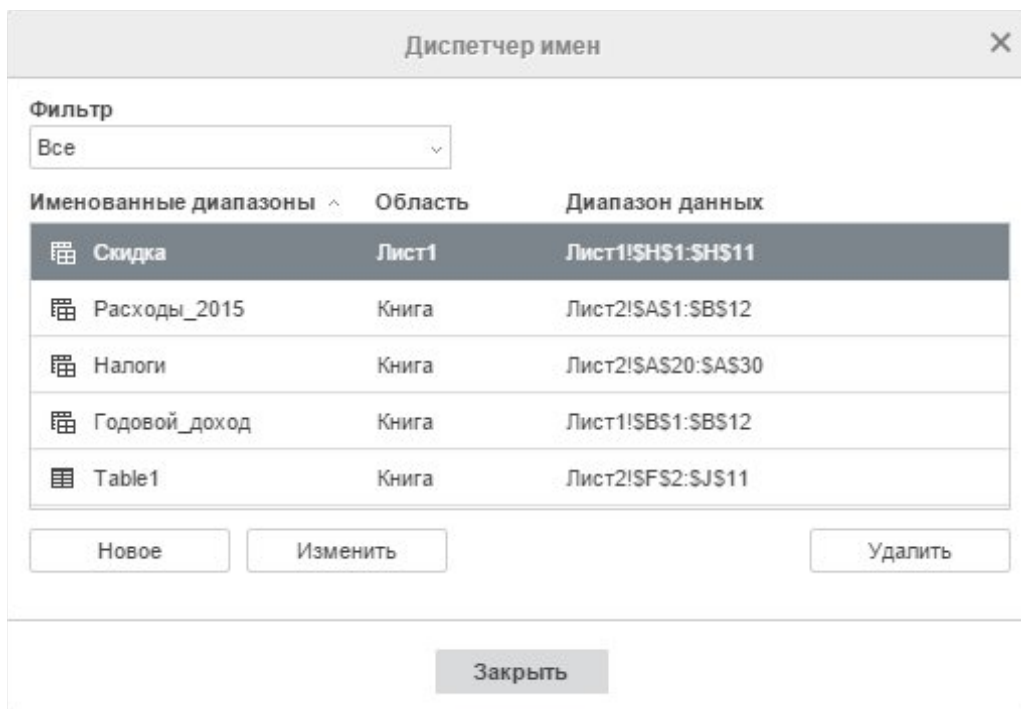 Диспетчер имен
Фильтр
Все
Именованные диапазоны Область Диапазон данных
Скидка Лист1 Лист1!$H$1:$H$11
Расходы_2015 Книга Лист2!$A$1:$B$12
Налоги Книга Лист2!$A$20:$A$30
Годовой_доход Книга Лист1!$B$1:$B$12
Table1 Книга Лист2!$F$2:$J$11
Новое Изменить Удалить
Закрыть